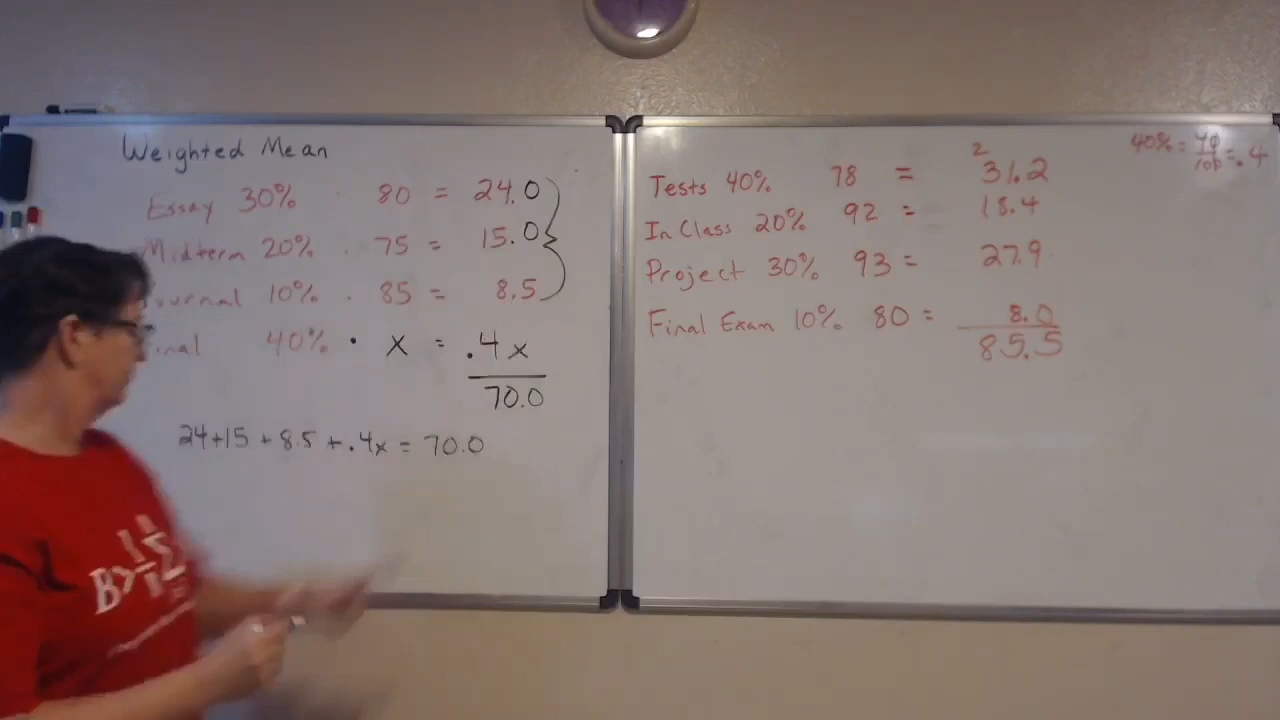 Weighted Mean
Essay 30% · 80 = 24.0
Midterm 20% · 75 = 15.0
10% · 85 = 8.5
40% · x = .4x
70.0
24+15 + 8.5 + .4x = 70.0
40% = 40/100 = .4
2
Tests 40% 78 = 31.2
In Class 20% 92 = 18.4
Project 30% 93 = 27.9
Final Exam 10% 80 = 8.0
85.5